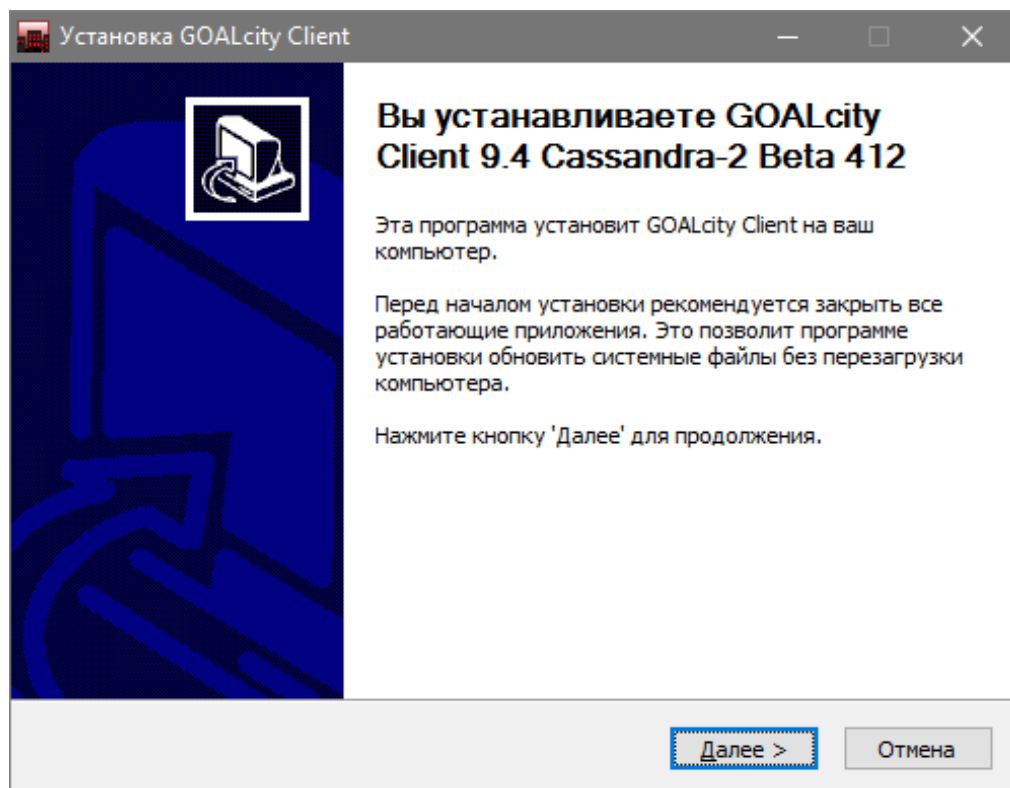 Установка GOALcity Client
Вы устанавливаете GOALcity
Client 9.4 Cassandra-2 Beta 412
Эта программа установит GOALcity Client на ваш
компьютер.
Перед началом установки рекомендуется закрыть все
работающие приложения. Это позволит программе
установки обновить системные файлы без перезагрузки
компьютера.
Нажмите кнопку 'Далее' для продолжения.
Далее >
Отмена